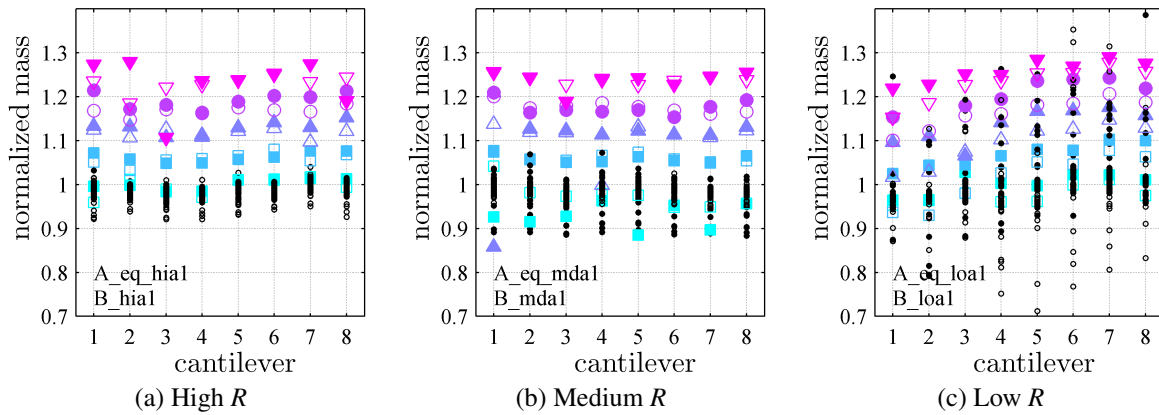 normalized mass
1.3
1.2
1.1
1
0.9
0.8
0.7
A_eq_hia1
B_hia1
1 2 3 4 5 6 7 8
cantilever
(a) High R
normalized mass
1.3
1.2
1.1
1
0.9
0.8
0.7
A_eq_mda1
B_mda1
1 2 3 4 5 6 7 8
cantilever
(b) Medium R
normalized mass
1.3
1.2
1.1
1
0.9
0.8
0.7
A_eq_loa1
B_loa1
1 2 3 4 5 6 7 8
cantilever
(c) Low R